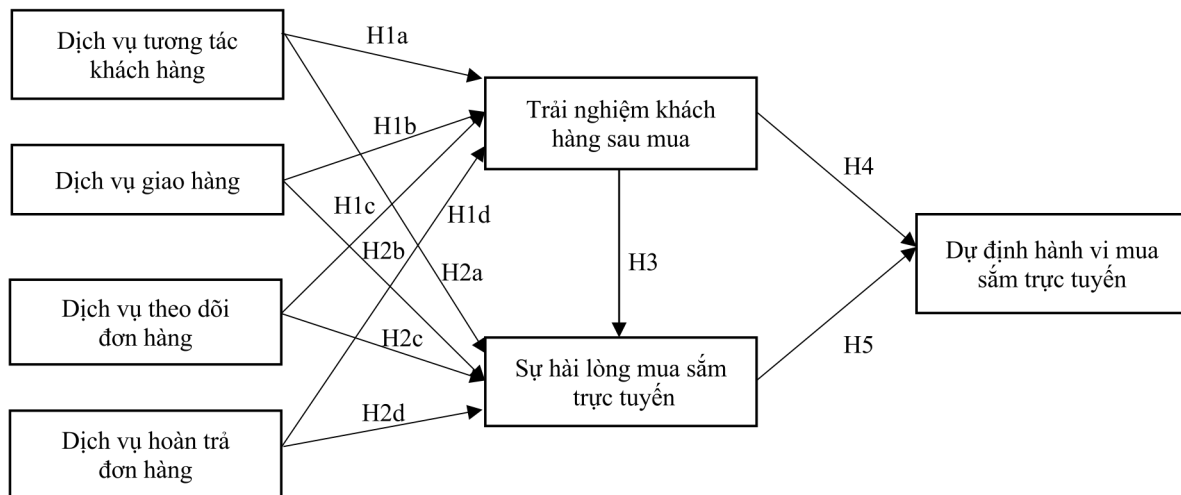 Dịch vụ tương tác
khách hàng
H1a
Trải nghiệm khách
hàng sau mua
H1b
Dịch vụ giao hàng
H4
H1c
H1d
H2b
Dự định hành vi mua
sắm trực tuyến
H3
H2a
Dịch vụ theo dõi
đơn hàng
H2c
H5
Sự hài lòng mua sắm
trực tuyến
H2d
Dịch vụ hoàn trả
đơn hàng